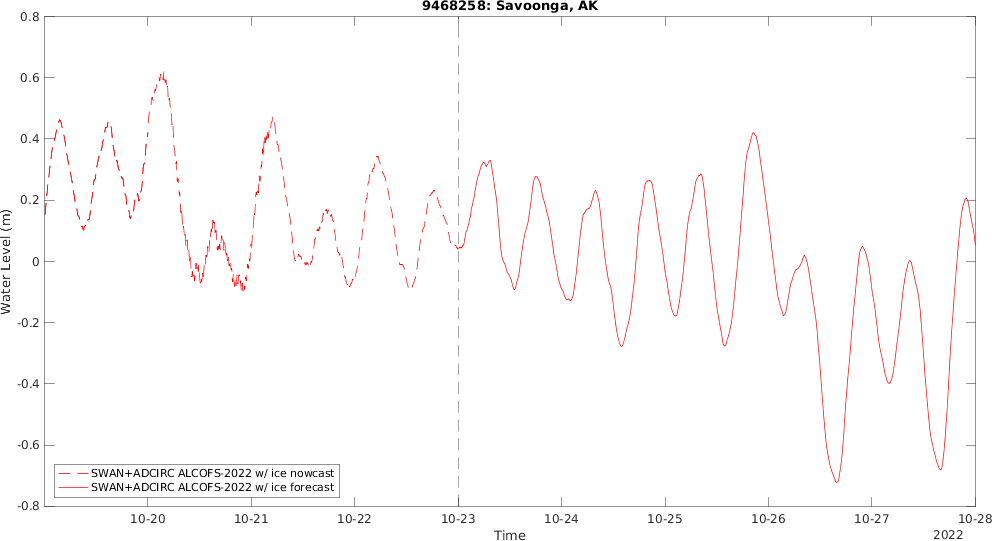 9468258: Savoonga, AK
0.8
0.6
0.4
0.2
0
-0.2
-0.4
-0.6
-0.8
Water Level (m)
SWAN+ADCIRC ALCOFS-2022 w/ ice nowcast
SWAN+ADCIRC ALCOFS-2022 w/ ice forecast
10-20 10-21 10-22 10-23 10-24 10-25 10-26 10-27 10-28
Time
2022